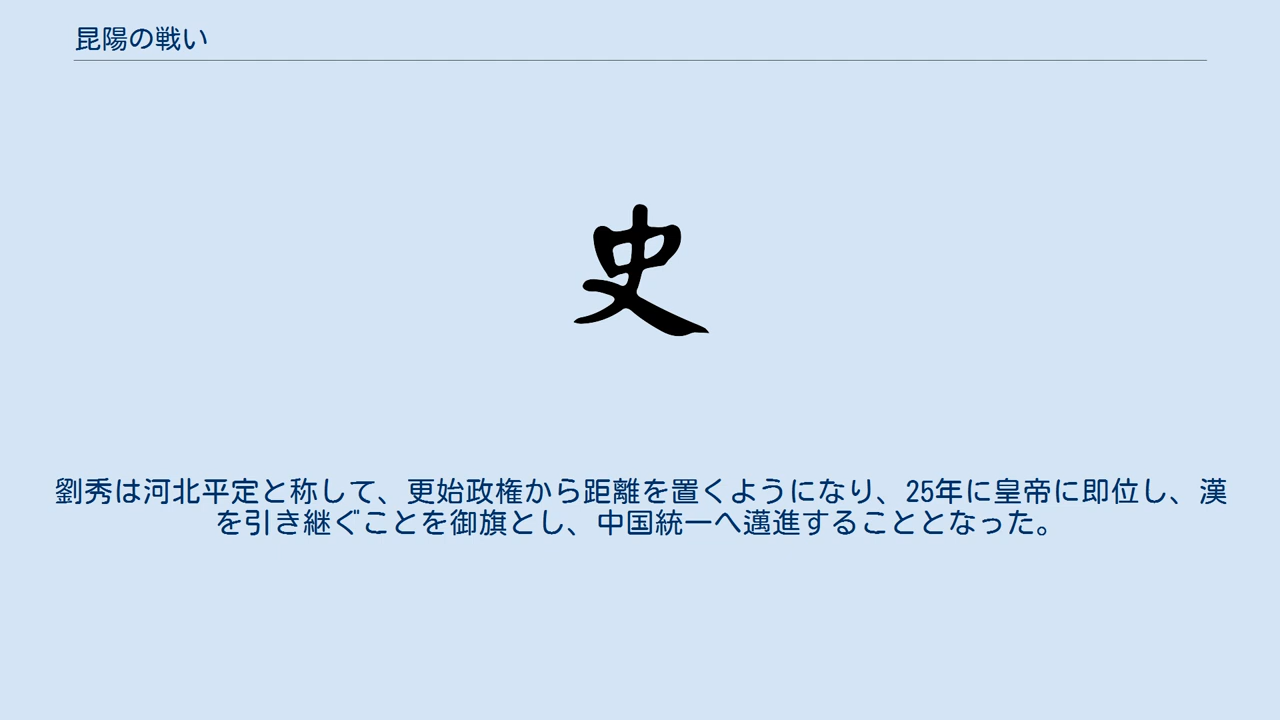 昆陽の戦い
史
劉秀は河北平定と称して、更始政権から距離を置くようになり、25年に皇帝に即位し、漢
を引き継ぐことを御旗とし、中国統一へ邁進することとなった。